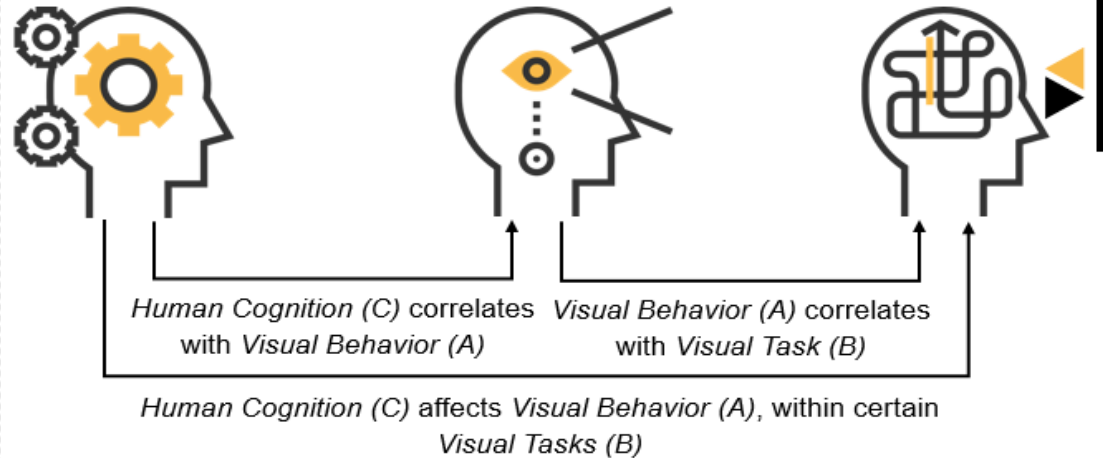 Human Cognition (C) correlates
with Visual Behavior (A)
Visual Behavior (A) correlates
with Visual Task (B)
Human Cognition (C) affects Visual Behavior (A), within certain
Visual Tasks (B)